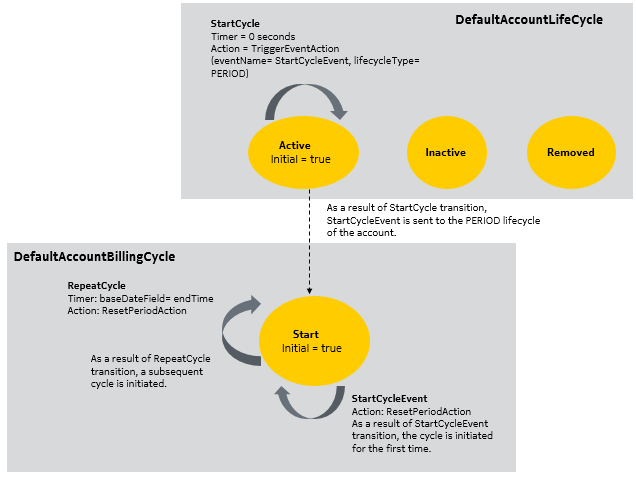 DefaultAccountLifeCycle
StartCycle
Timer = 0 seconds
Action = TriggerEventAction
(eventName= StartCycleEvent, lifecycleType=
PERIOD)
Active
Initial = true
Inactive
Removed
As a result of StartCycle transition,
StartCycleEvent is sent to the PERIOD lifecycle
of the account.
DefaultAccountBillingCycle
RepeatCycle
Timer: baseDateField= endTime
Action: ResetPeriodAction
Start
Initial = true
As a result of RepeatCycle
transition, a subsequent
cycle is initiated.
StartCycleEvent
Action: ResetPeriodAction
As a result of StartCycleEvent
transition, the cycle is initiated
for the first time.